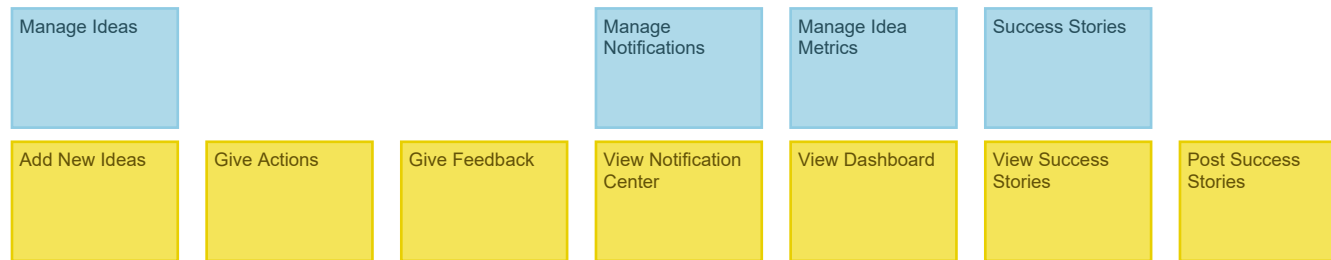 Manage Ideas
Manage
Notifications
Manage Idea
Metrics
Success Stories
Add New Ideas
Give Actions
Give Feedback
View Notification
Center
View Dashboard
View Success
Stories
Post Success
Stories